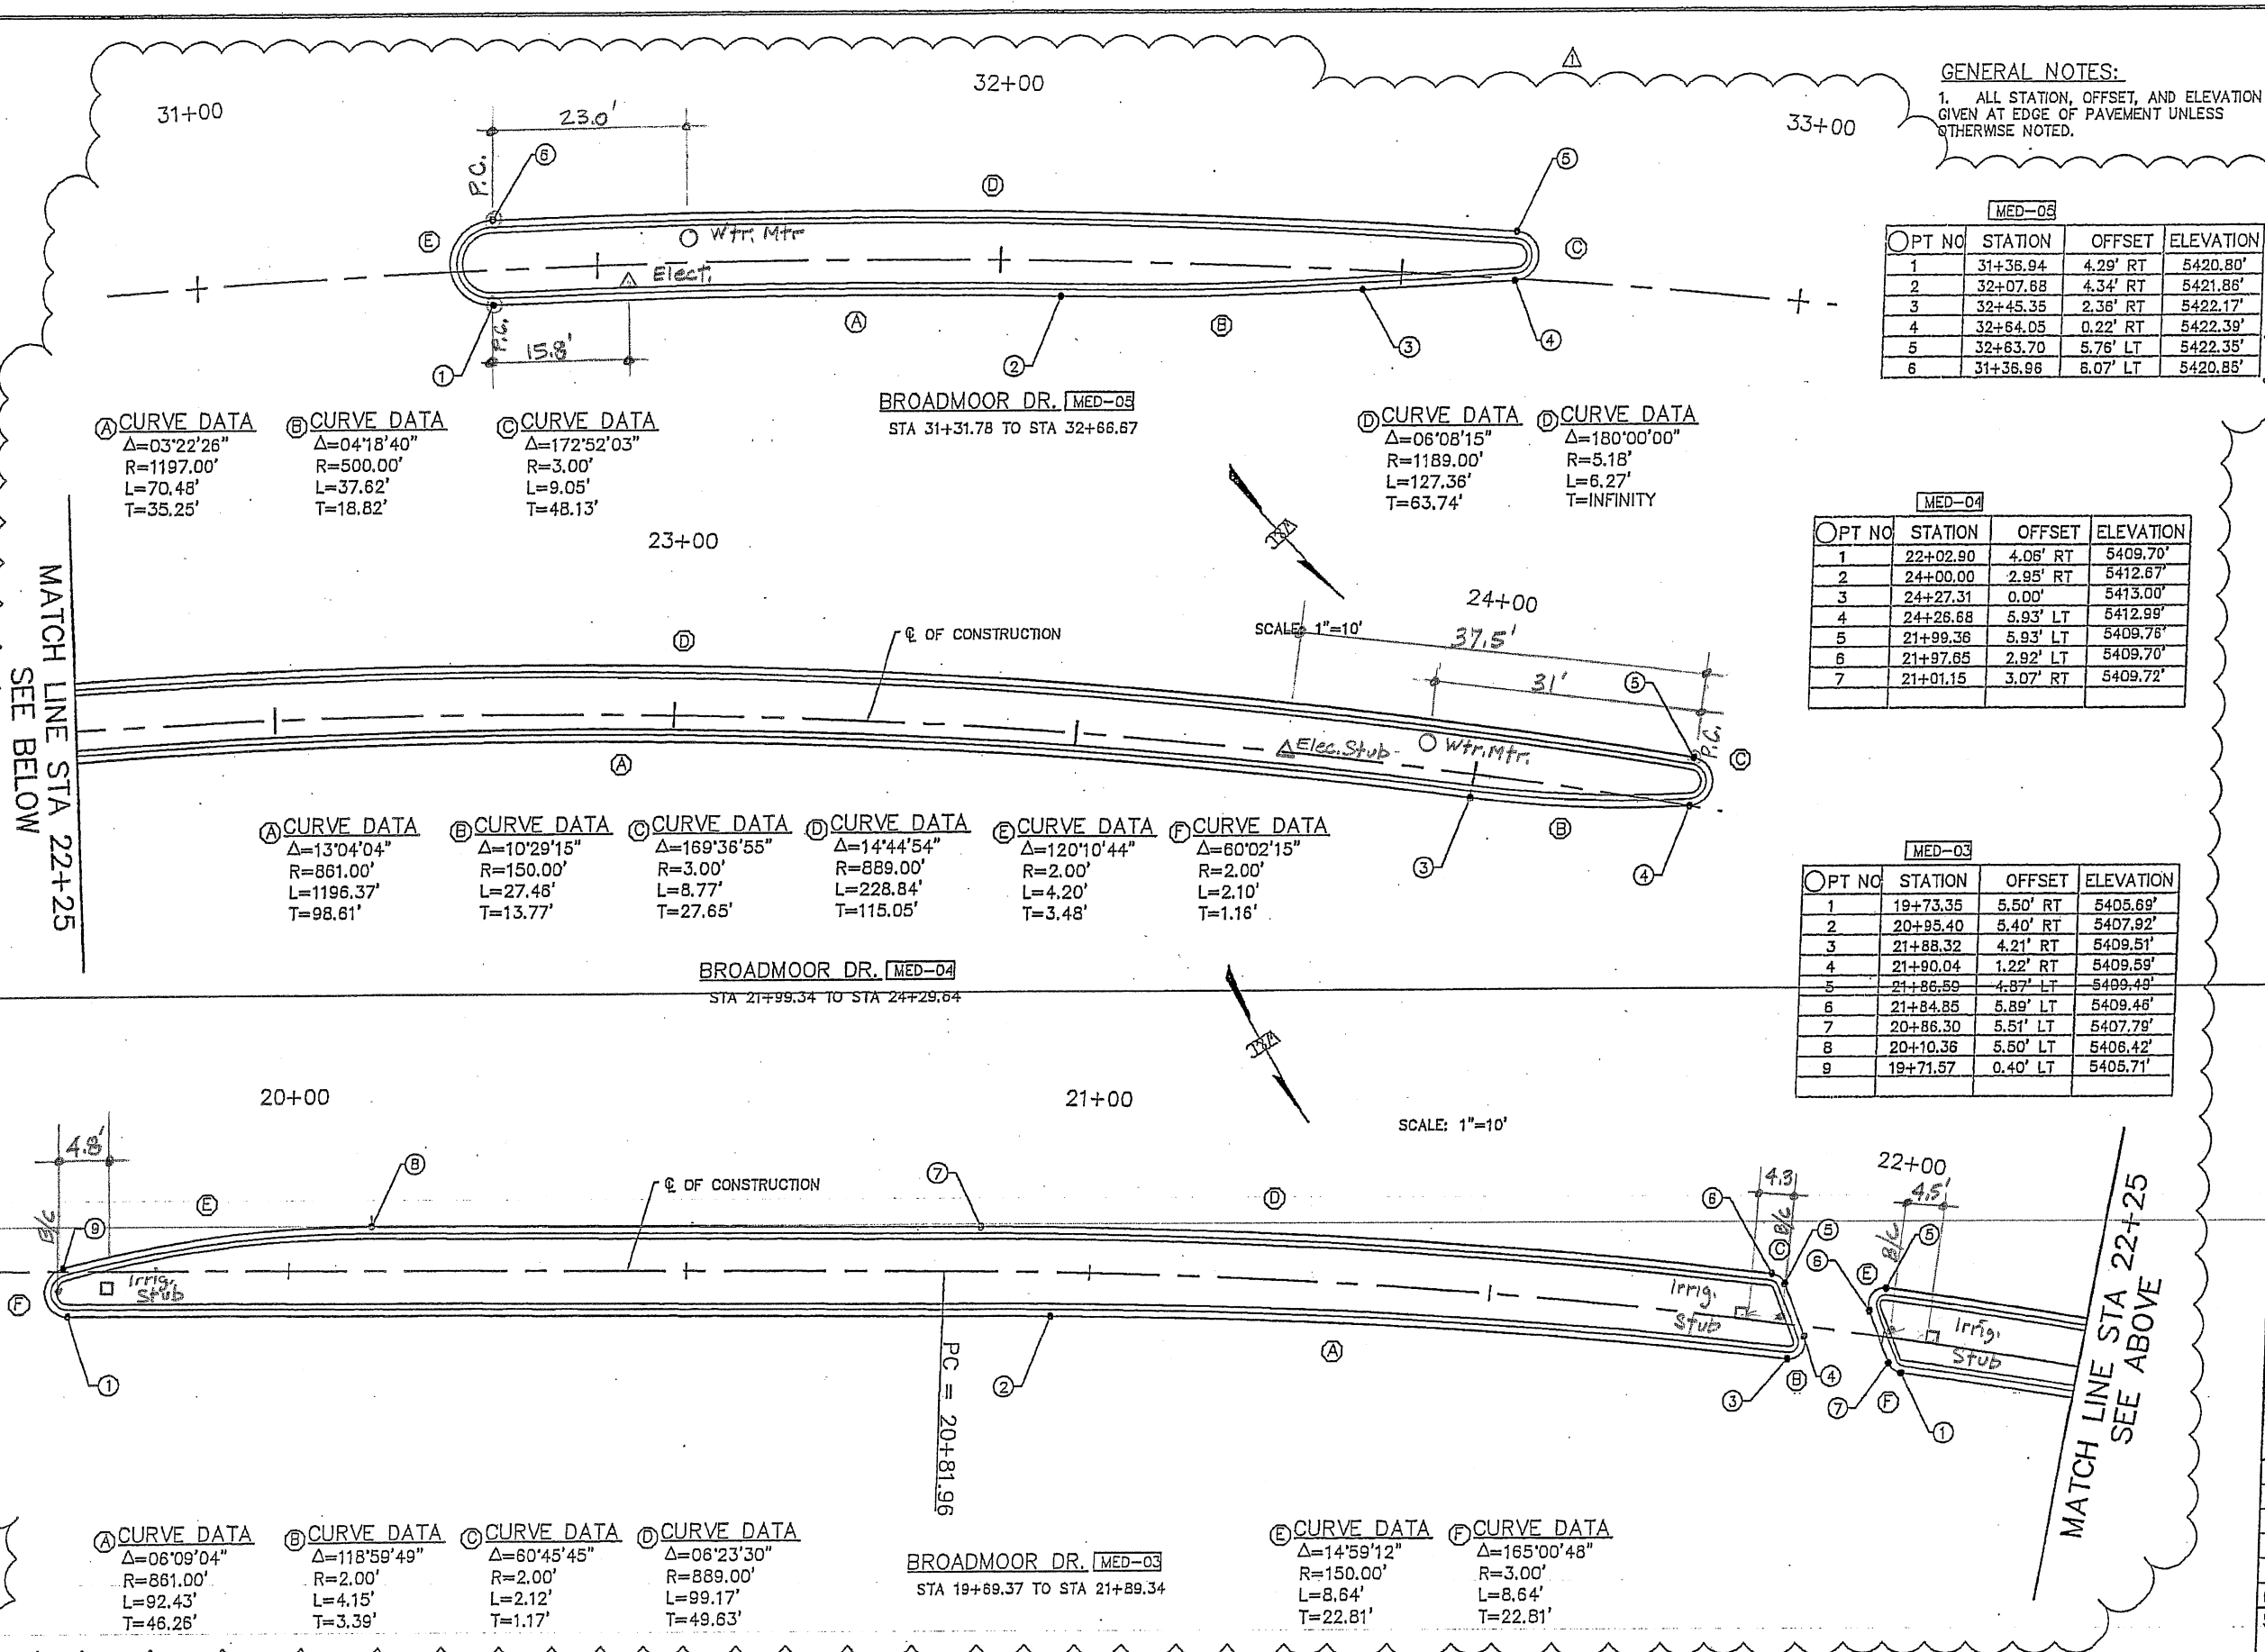 31+00
32+00
33+00
GENERAL NOTES:
1. ALL STATION, OFFSET, AND ELEVATION
GIVEN AT EDGE OF PAVEMENT UNLESS
OTHERWISE NOTED.
1
23.0'
P.C.
6
5
D
E
C
Wtr. Mtr
Elect.
P.C.
15.8'
A
B
1
2
3
4
BROADMOOR DR. MED-05
STA 31+31.78 TO STA 32+66.67
MED-05
PT NO STATION OFFSET ELEVATION
1 31+36.94 4.29' RT 5420.80'
2 32+07.68 4.34' RT 5421.86'
3 32+45.35 2.36' RT 5422.17'
4 32+64.05 0.22' RT 5422.39'
5 32+63.70 5.76' LT 5422.35'
6 31+36.96 6.07' LT 5420.85'
A CURVE DATA
Δ=03°22'26"
R=1197.00'
L=70.48'
T=35.25'
B CURVE DATA
Δ=04°18'40"
R=500.00'
L=37.62'
T=18.82'
C CURVE DATA
Δ=172°52'03"
R=3.00'
L=9.05'
T=48.13'
D CURVE DATA
Δ=06°08'15"
R=1189.00'
L=127.36'
T=63.74'
D CURVE DATA
Δ=180°00'00"
R=5.18'
L=6.27'
T=INFINITY
MATCH LINE STA 22+25
SEE BELOW
23+00
24+00
SCALE: 1"=10'
37.5'
31'
℄ OF CONSTRUCTION
D
5
P.C.
C
Elec. Stub
Wtr. Mtr.
A
B
3
4
MED-04
PT NO STATION OFFSET ELEVATION
1 22+02.90 4.06' RT 5409.70'
2 24+00.00 2.95' RT 5412.67'
3 24+27.31 0.00' 5413.00'
4 24+26.68 5.93' LT 5412.99'
5 21+99.36 5.93' LT 5409.76'
6 21+97.65 2.92' LT 5409.70'
7 21+01.15 3.07' RT 5409.72'
A CURVE DATA
Δ=13°04'04"
R=861.00'
L=1196.37'
T=98.61'
B CURVE DATA
Δ=10°29'15"
R=150.00'
L=27.46'
T=13.77'
C CURVE DATA
Δ=169°36'55"
R=3.00'
L=8.77'
T=27.65'
D CURVE DATA
Δ=14°44'54"
R=889.00'
L=228.84'
T=115.05'
E CURVE DATA
Δ=120°10'44"
R=2.00'
L=4.20'
T=3.48'
F CURVE DATA
Δ=60°02'15"
R=2.00'
L=2.10'
T=1.16'
BROADMOOR DR. MED-04
STA 21+99.34 TO STA 24+29.64
MED-03
PT NO STATION OFFSET ELEVATION
1 19+73.35 5.50' RT 5405.69'
2 20+95.40 5.40' RT 5407.92'
3 21+88.32 4.21' RT 5409.51'
4 21+90.04 1.22' RT 5409.59'
5 21+86.59 4.87' LT 5409.49'
6 21+84.85 5.89' LT 5409.46'
7 20+86.30 5.51' LT 5407.79'
8 20+10.36 5.50' LT 5406.42'
9 19+71.57 0.40' LT 5405.71'
20+00
21+00
22+00
SCALE: 1"=10'
4.8'
B/C
9
E
8
℄ OF CONSTRUCTION
7
D
6
4.3
B/C
C
5
4.5'
B/C
5
6
E
Irrig.
Stub
F
1
PC = 20+81.96
2
A
Irrig.
Stub
3
B
4
Irrig.
Stub
7
F
1
MATCH LINE STA 22+25
SEE ABOVE
A CURVE DATA
Δ=06°09'04"
R=861.00'
L=92.43'
T=46.26'
B CURVE DATA
Δ=118°59'49"
R=2.00'
L=4.15'
T=3.39'
C CURVE DATA
Δ=60°45'45"
R=2.00'
L=2.12'
T=1.17'
D CURVE DATA
Δ=06°23'30"
R=889.00'
L=99.17'
T=49.63'
BROADMOOR DR. MED-03
STA 19+69.37 TO STA 21+89.34
E CURVE DATA
Δ=14°59'12"
R=150.00'
L=8.64'
T=22.81'
F CURVE DATA
Δ=165°00'48"
R=3.00'
L=8.64'
T=22.81'